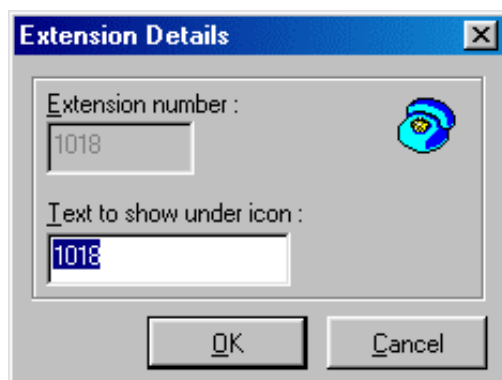 Extension Details
Extension number :
1018
Text to show under icon :
1018
OK Cancel